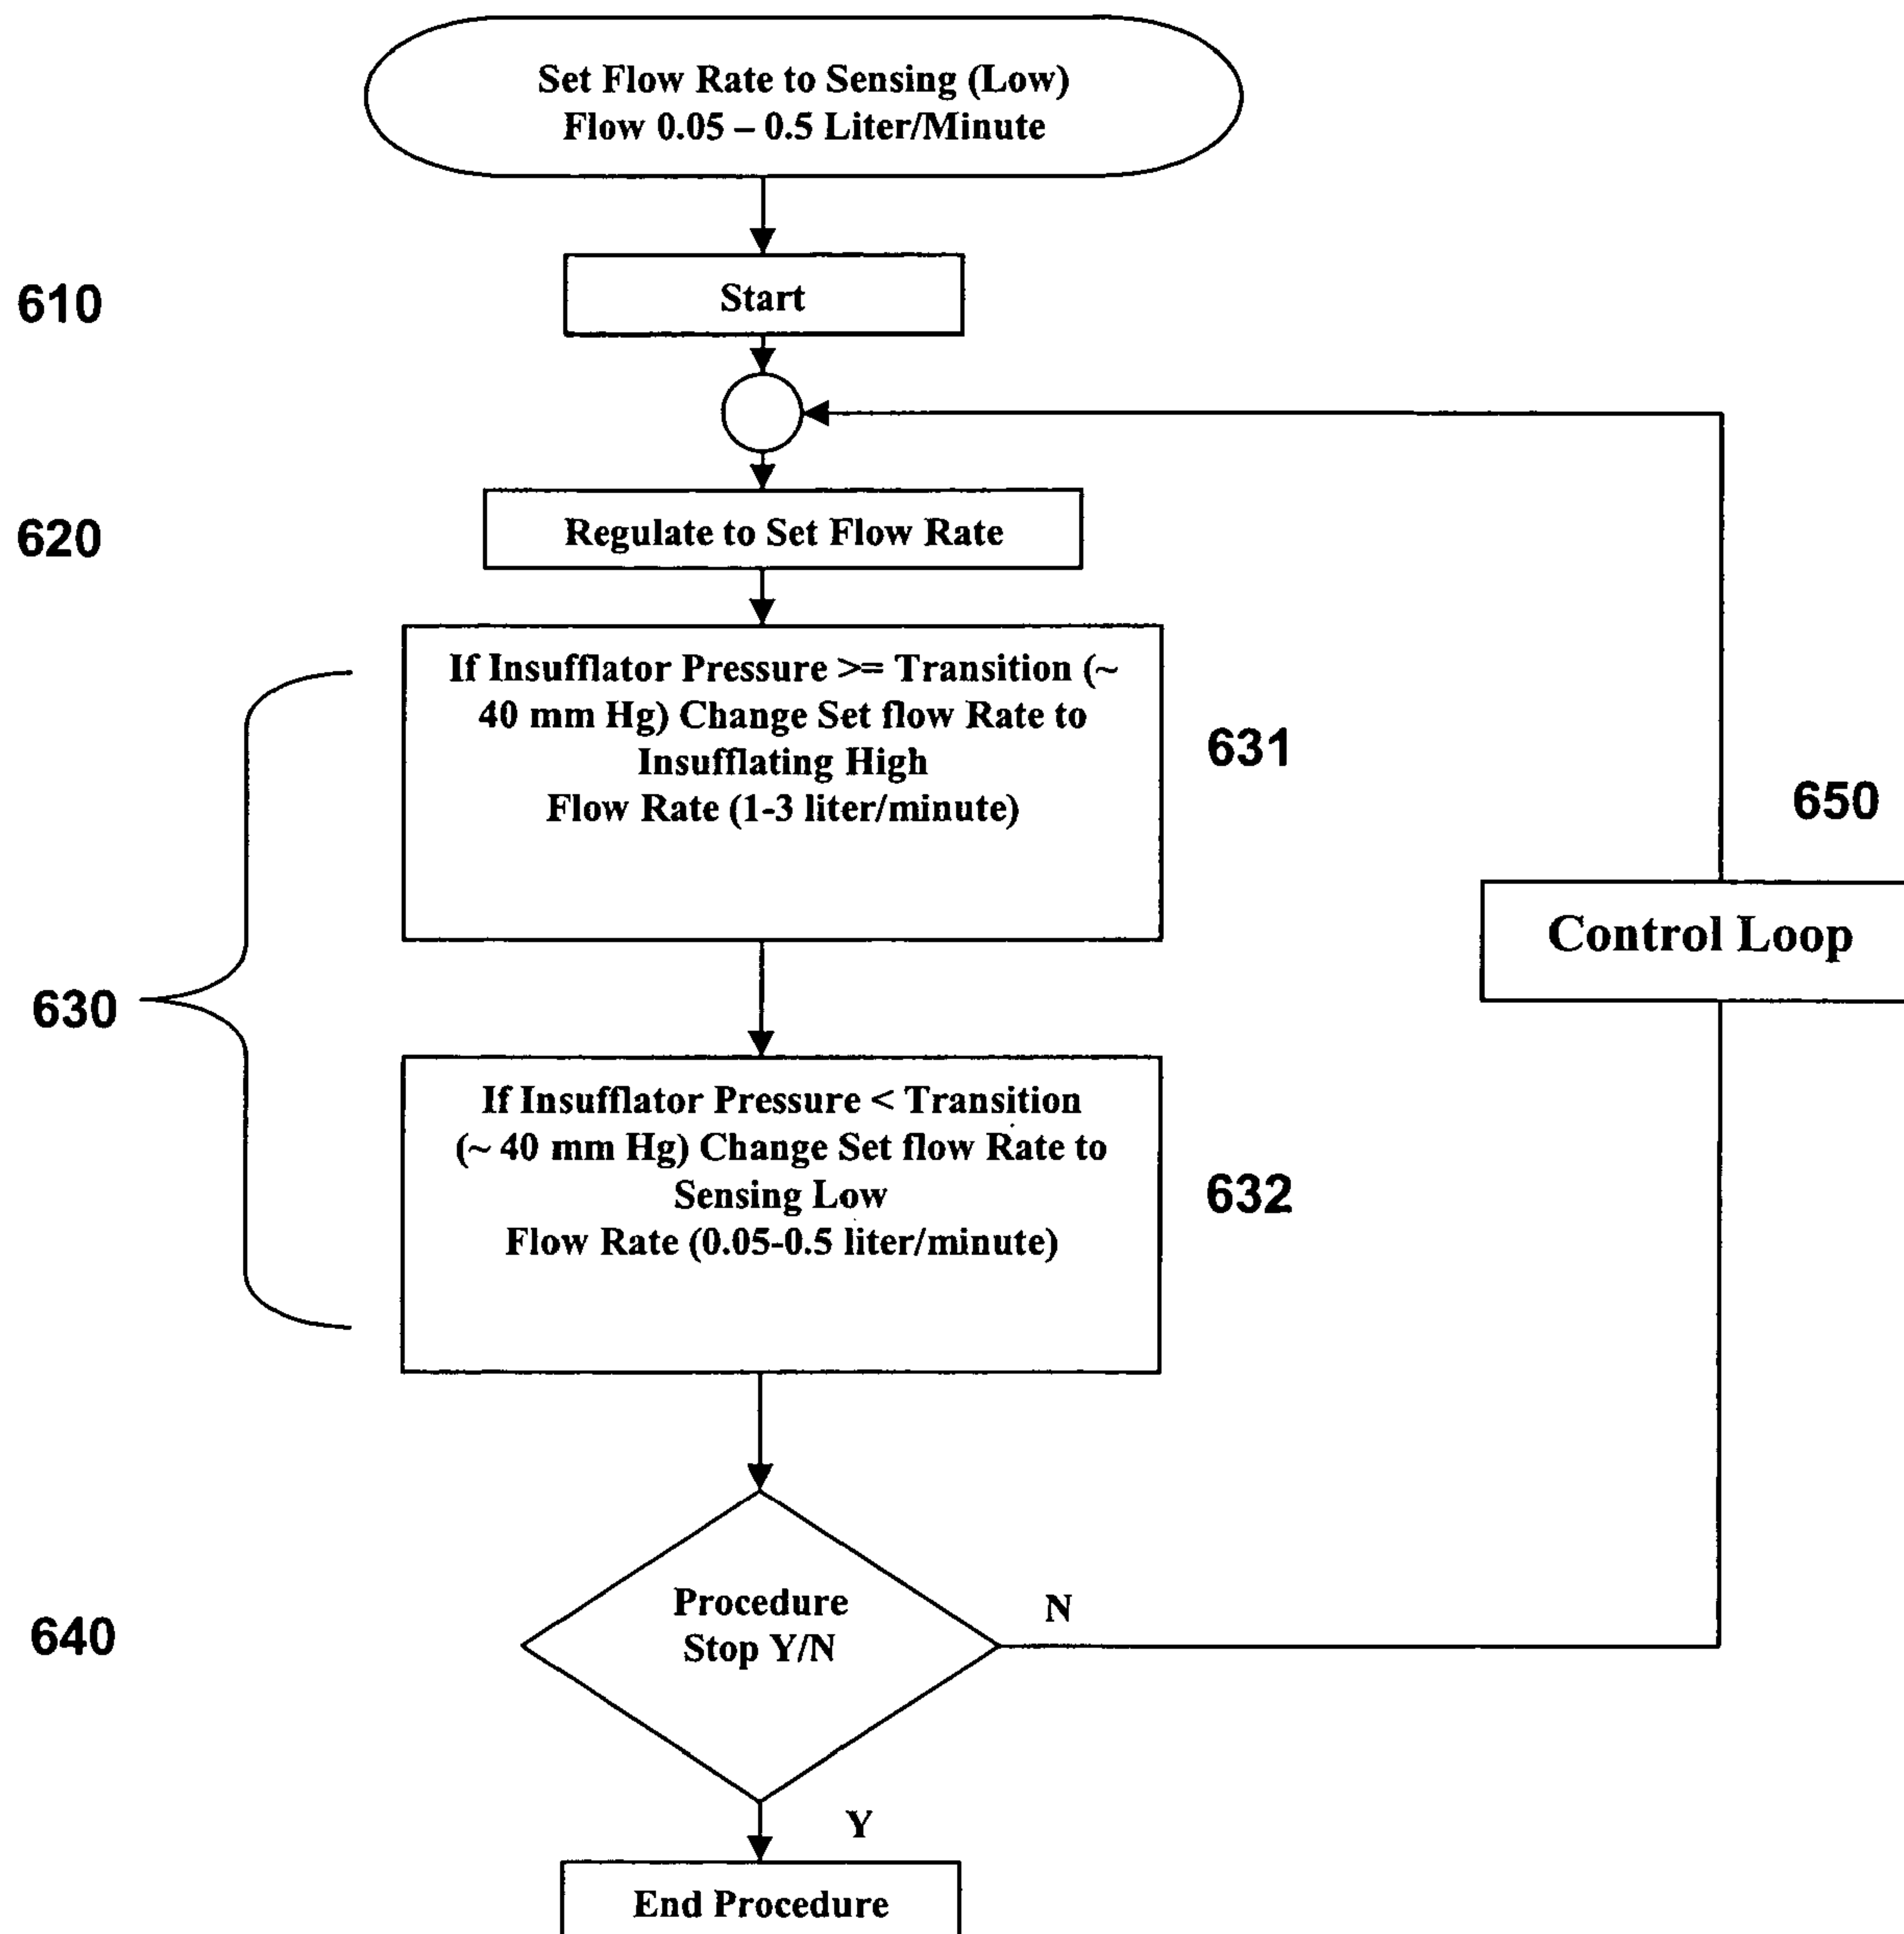 Set Flow Rate to Sensing (Low)
Flow 0.05 – 0.5 Liter/Minute
610
Start
620
Regulate to Set Flow Rate
If Insufflator Pressure >= Transition (~
40 mm Hg) Change Set flow Rate to
Insufflating High
Flow Rate (1-3 liter/minute)
631
650
Control Loop
630
If Insufflator Pressure < Transition
(~ 40 mm Hg) Change Set flow Rate to
Sensing Low
Flow Rate (0.05-0.5 liter/minute)
632
640
Procedure
Stop Y/N
N
Y
End Procedure